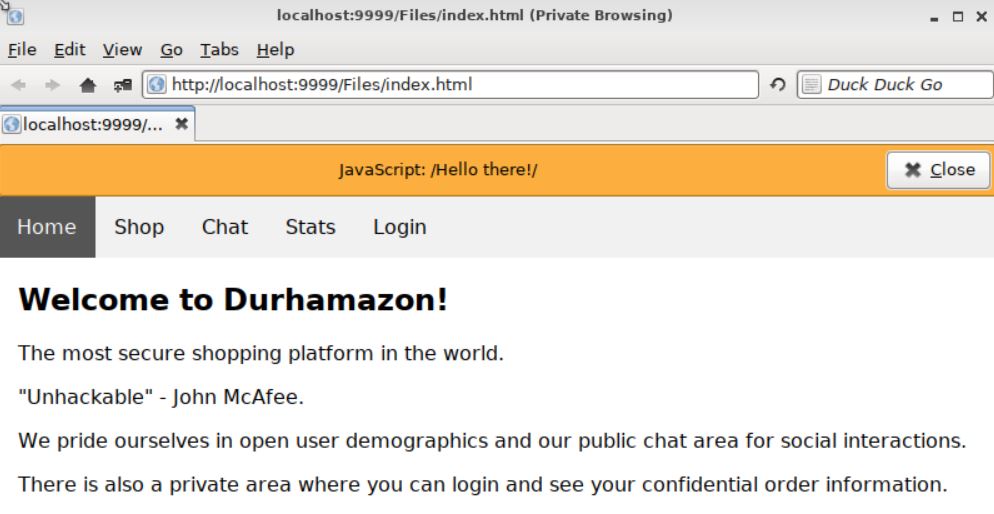 localhost:9999/Files/index.html (Private Browsing)
File Edit View Go Tabs Help
http://localhost:9999/Files/index.html Duck Duck Go
localhost:9999/...
JavaScript: /Hello there!/ Close
Home Shop Chat Stats Login
Welcome to Durhamazon!
The most secure shopping platform in the world.
"Unhackable" - John McAfee.
We pride ourselves in open user demographics and our public chat area for social interactions.
There is also a private area where you can login and see your confidential order information.